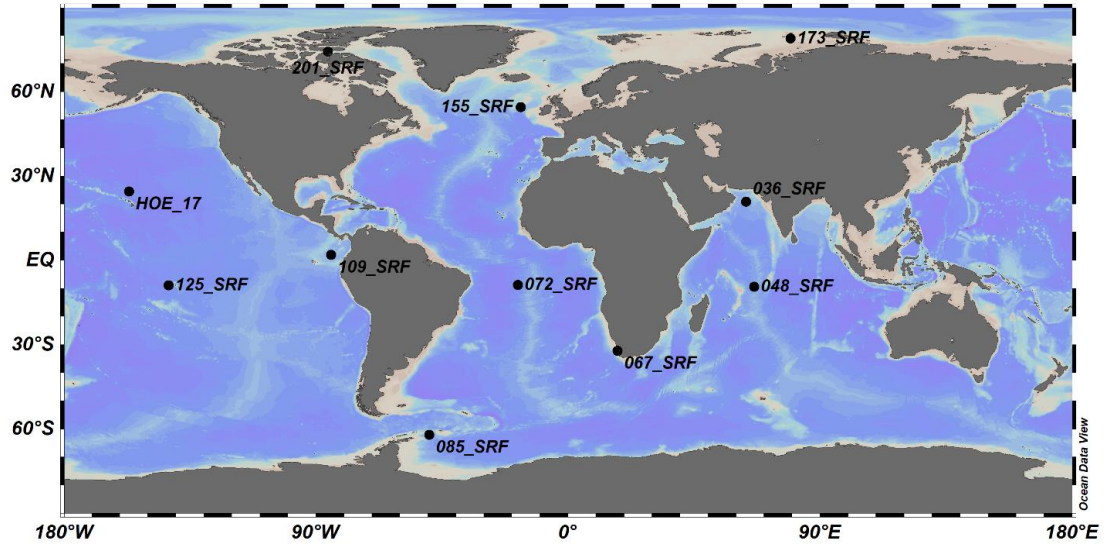 173_SRF
201_SRF
60°N
155_SRF
30°N
036_SRF
HOE_17
EQ
109_SRF
125_SRF
072_SRF
048_SRF
30°S
067_SRF
60°S
085_SRF
Ocean Data View
180°W
90°W
0°
90°E
180°E